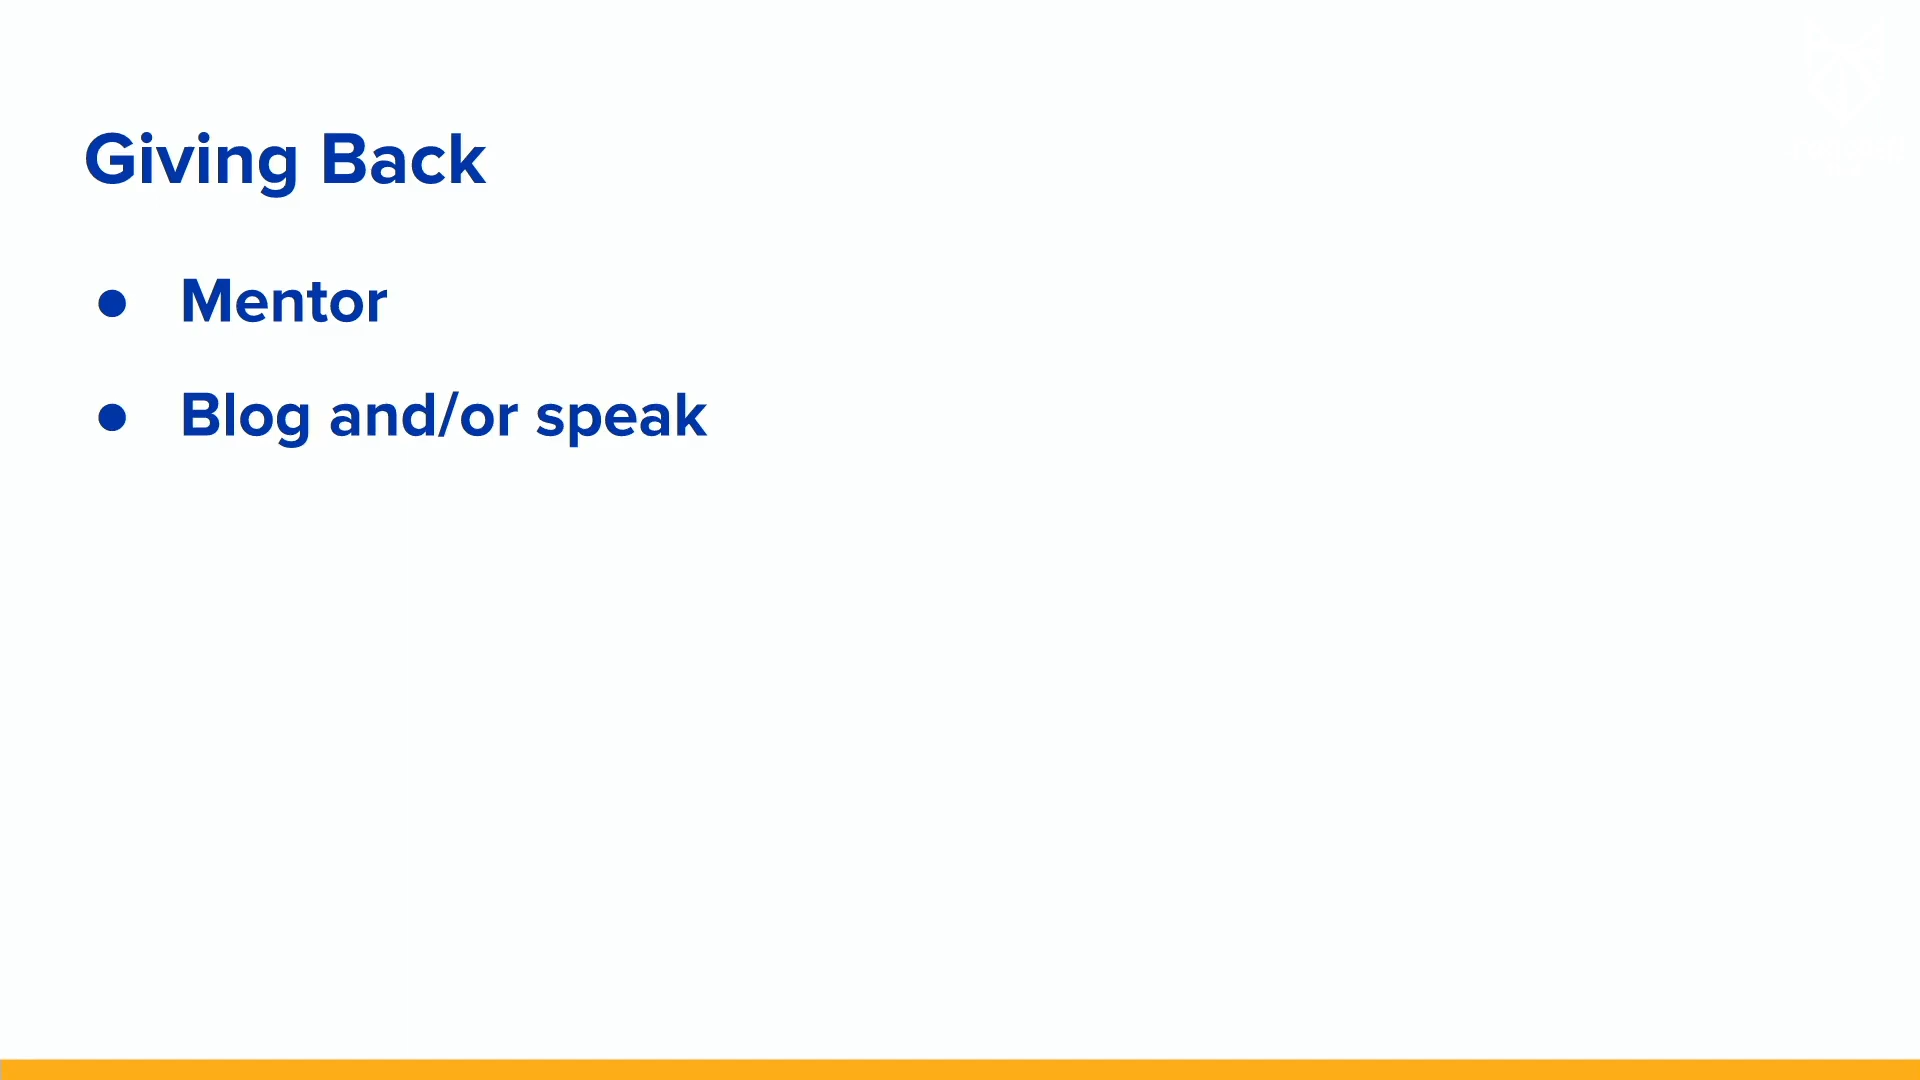 Giving Back
● Mentor
● Blog and/or speak